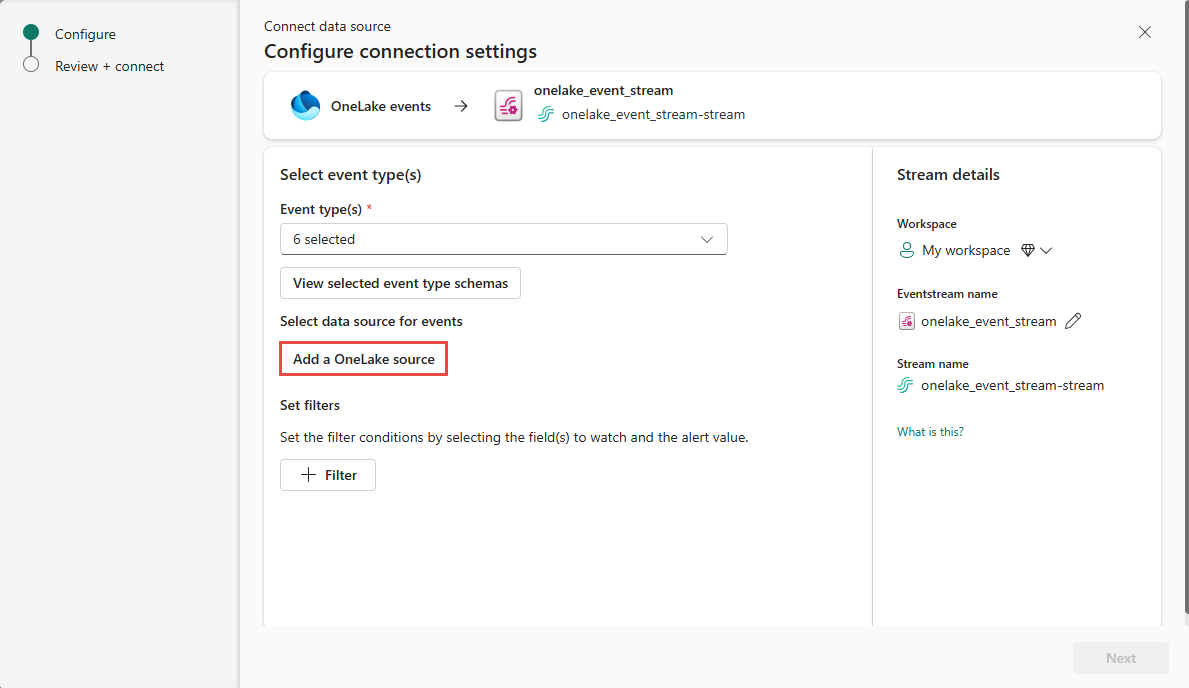 Configure
Review + connect
Connect data source
Configure connection settings
OneLake events
onelake_event_stream
onelake_event_stream-stream
Select event type(s)
Event type(s) *
6 selected
View selected event type schemas
Select data source for events
Add a OneLake source
Set filters
Set the filter conditions by selecting the field(s) to watch and the alert value.
Filter
Stream details
Workspace
My workspace
Eventstream name
onelake_event_stream
Stream name
onelake_event_stream-stream
What is this?
Next